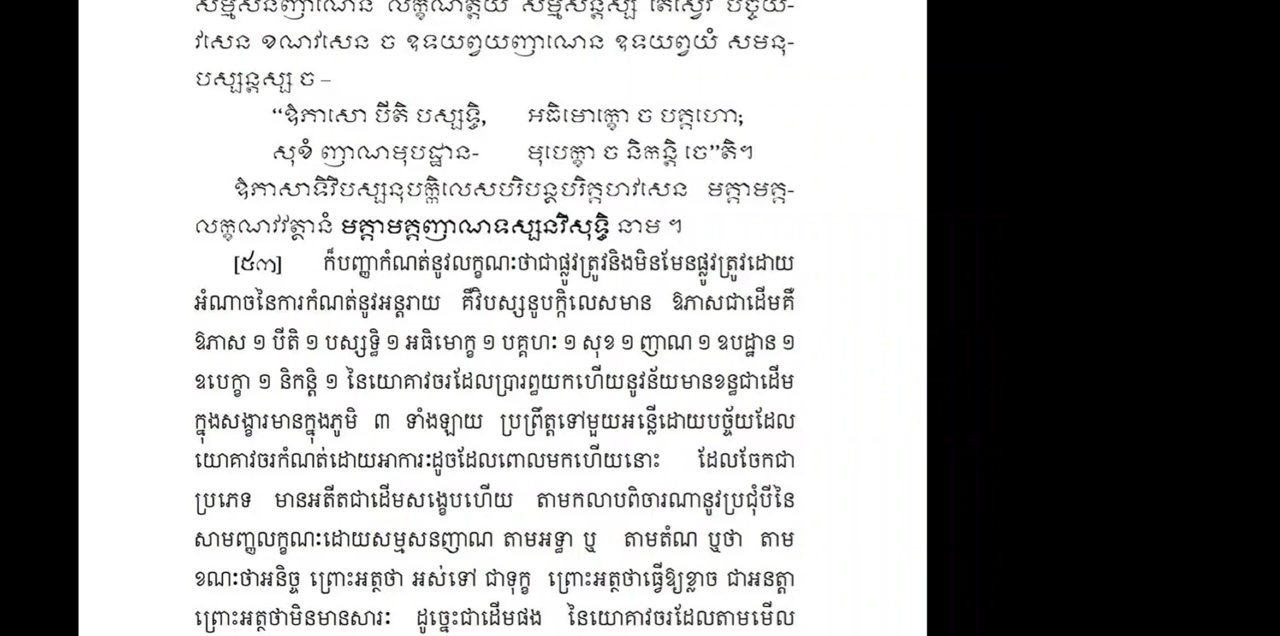 សម្មសនញាណេន លក្ខណត្តយំ សម្មសន្តស្ស តេស្វេវ បច្ចយ-
វសេន ខណវសេន ច ឧទយព្វយញាណេន ឧទយព្វយំ សមនុ-
បស្សន្តស្ស ច –
“ឱភាសោ បីតិ បស្សទ្ធិ, អធិមោក្ខោ ច បគ្គហោ;
សុខំ ញាណមុបដ្ឋាន- មុបេក្ខា ច និកន្តិ ចេ”តិ។
ឱភាសាទិវិបស្សនុបក្កិលេសបរិបន្ថបរិគ្គហវសេន មគ្គាមគ្គ-
លក្ខណវវត្ថានំ មគ្គាមគ្គញាណទស្សនវិសុទ្ធិ នាម ។
[៥៣] ក៏បញ្ញាកំណត់នូវលក្ខណៈថាជាផ្លូវត្រូវនិងមិនមែនផ្លូវត្រូវដោយ
អំណាចនៃការកំណត់នូវអន្តរាយ គឺវិបស្សនូបក្កិលេសមាន ឱភាសជាដើមគឺ
ឱភាស ១ បីតិ ១ បស្សទ្ធិ ១ អធិមោក្ខ ១ បគ្គហៈ ១ សុខ ១ ញាណ ១ ឧបដ្ឋាន ១
ឧបេក្ខា ១ និកន្តិ ១ នៃយោគាវចរដែលប្រារព្ធយកហើយនូវន័យមានខន្ធជាដើម
ក្នុងសង្ខារមានក្នុងភូមិ ៣ ទាំងឡាយ ប្រព្រឹត្តទៅមួយអន្លើដោយបច្ច័យដែល
យោគាវចរកំណត់ដោយអាការៈដូចដែលពោលមកហើយនោះ ដែលចែកជា
ប្រភេទ មានអតីតជាដើមសង្ខេបហើយ តាមកលាបពិចារណានូវប្រជុំបីនៃ
សាមញ្ញលក្ខណៈដោយសម្មសនញាណ តាមអទ្ធា ឬ តាមតំណ ឬថា តាម
ខណៈថាអនិច្ច ព្រោះអត្ថថា អស់ទៅ ជាទុក្ខ ព្រោះអត្ថថាធ្វើឱ្យខ្លាច ជាអនត្តា
ព្រោះអត្ថថាមិនមានសារៈ ដូច្នេះជាដើមផង នៃយោគាវចរដែលតាមមើល